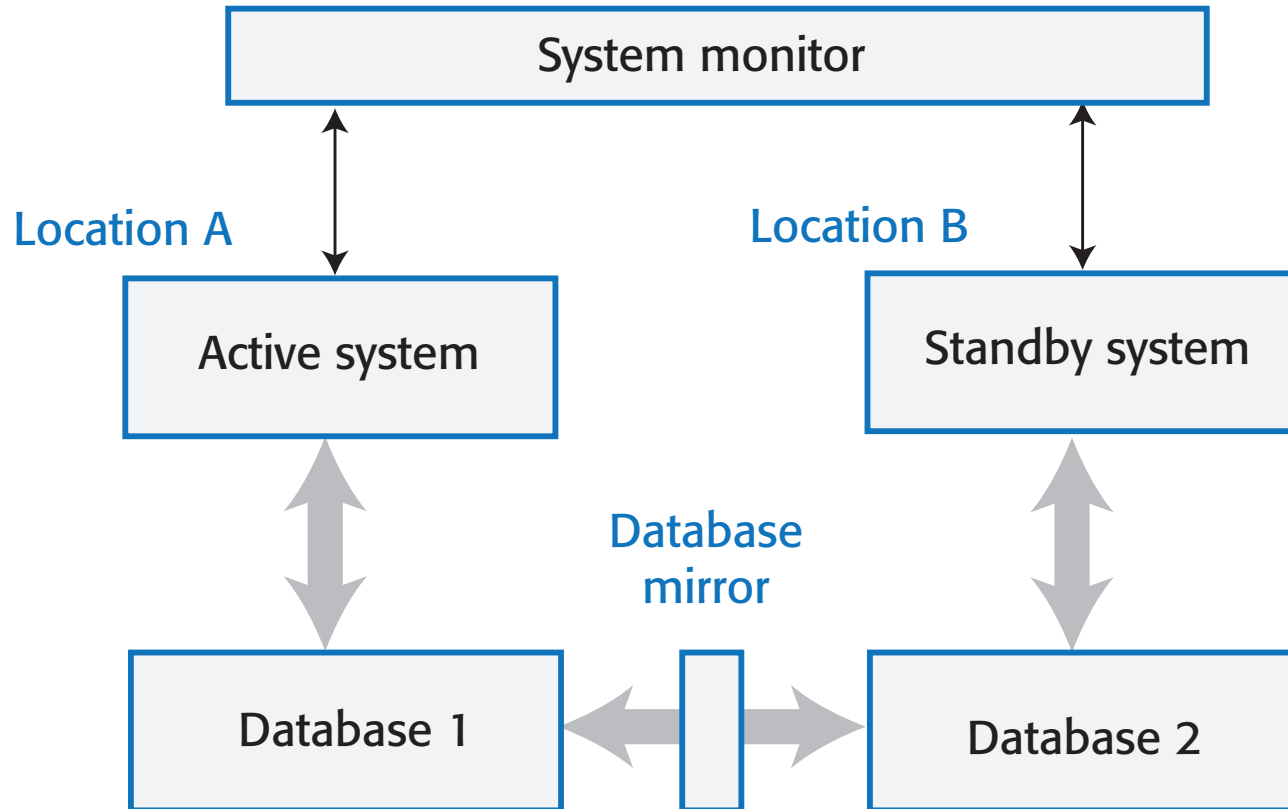 System monitor
Location A
Location B
Active system
Standby system
Database
mirror
Database 1
Database 2